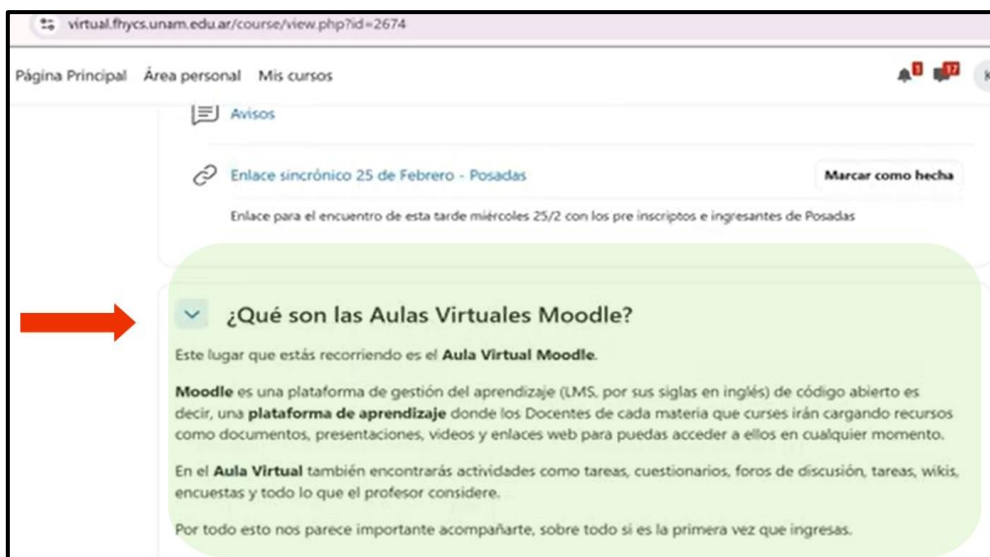 virtual.fhycs.unam.edu.ar/course/view.php?id=2674
Página Principal Área personal Mis cursos
1 17
K
Avisos
Enlace sincrónico 25 de Febrero - Posadas
Marcar como hecha
Enlace para el encuentro de esta tarde miércoles 25/2 con los pre inscriptos e ingresantes de Posadas
¿Qué son las Aulas Virtuales Moodle?
Este lugar que estás recorriendo es el Aula Virtual Moodle.
Moodle es una plataforma de gestión del aprendizaje (LMS, por sus siglas en inglés) de código abierto es
decir, una plataforma de aprendizaje donde los Docentes de cada materia que curses irán cargando recursos
como documentos, presentaciones, videos y enlaces web para puedas acceder a ellos en cualquier momento.
En el Aula Virtual también encontrarás actividades como tareas, cuestionarios, foros de discusión, tareas, wikis,
encuestas y todo lo que el profesor considere.
Por todo esto nos parece importante acompañarte, sobre todo si es la primera vez que ingresas.